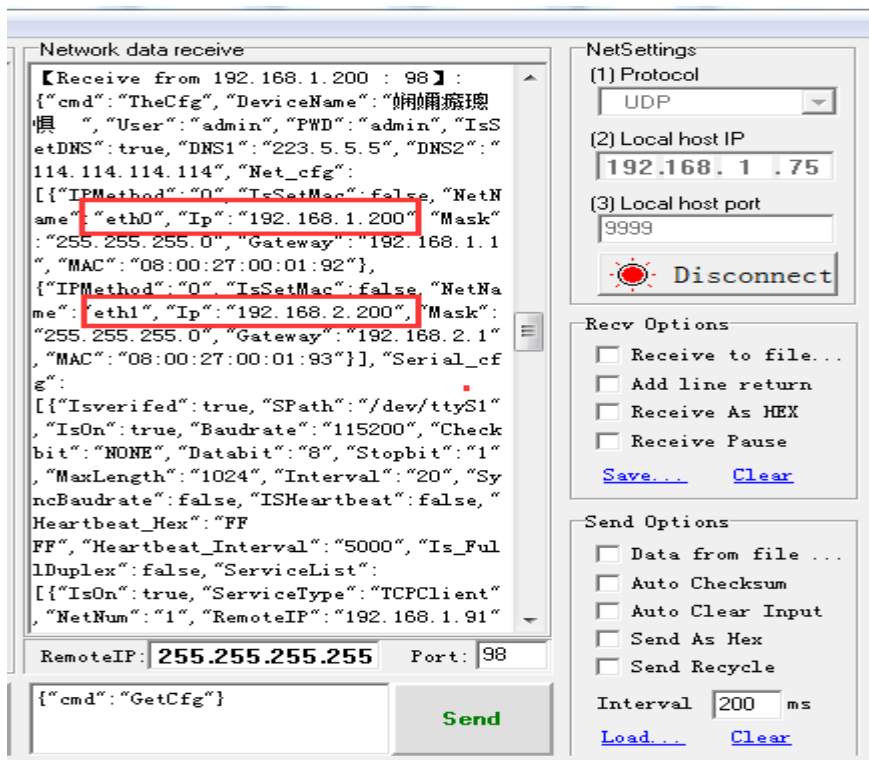 Network data receive
【Receive from 192.168.1.200 : 98】:
{"cmd":"TheCfg","DeviceName":"
惧 ","User":"admin","PWD":"admin","IsS
etDNS":true,"DNS1":"223.5.5.5","DNS2":"
114.114.114.114","Net_cfg":
[{"IPMethod":"0","IsSetMac":false,"NetN
ame":"eth0","Ip":"192.168.1.200","Mask"
:"255.255.255.0","Gateway":"192.168.1.1
","MAC":"08:00:27:00:01:92"},
{"IPMethod":"0","IsSetMac":false,"NetNa
me":"eth1","Ip":"192.168.2.200","Mask":
"255.255.255.0","Gateway":"192.168.2.1"
,"MAC":"08:00:27:00:01:93"}],"Serial_cf
g":
[{"Isverifed":true,"SPath":"/dev/ttyS1"
,"IsOn":true,"Baudrate":"115200","Check
bit":"NONE","Databit":"8","Stopbit":"1"
,"MaxLength":"1024","Interval":"20","Sy
ncBaudrate":false,"ISHeartbeat":false,"
Heartbeat_Hex":"FF
FF","Heartbeat_Interval":"5000","Is_Ful
lDuplex":false,"ServiceList":
[{"IsOn":true,"ServiceType":"TCPClient"
,"NetNum":"1","RemoteIP":"192.168.1.91"
RemoteIP: 255.255.255.255 Port: 98
{"cmd":"GetCfg"}
Send
NetSettings
(1) Protocol
UDP
(2) Local host IP
192.168. 1 .75
(3) Local host port
9999
Disconnect
Recv Options
Receive to file...
Add line return
Receive As HEX
Receive Pause
Save... Clear
Send Options
Data from file ...
Auto Checksum
Auto Clear Input
Send As Hex
Send Recycle
Interval 200 ms
Load... Clear